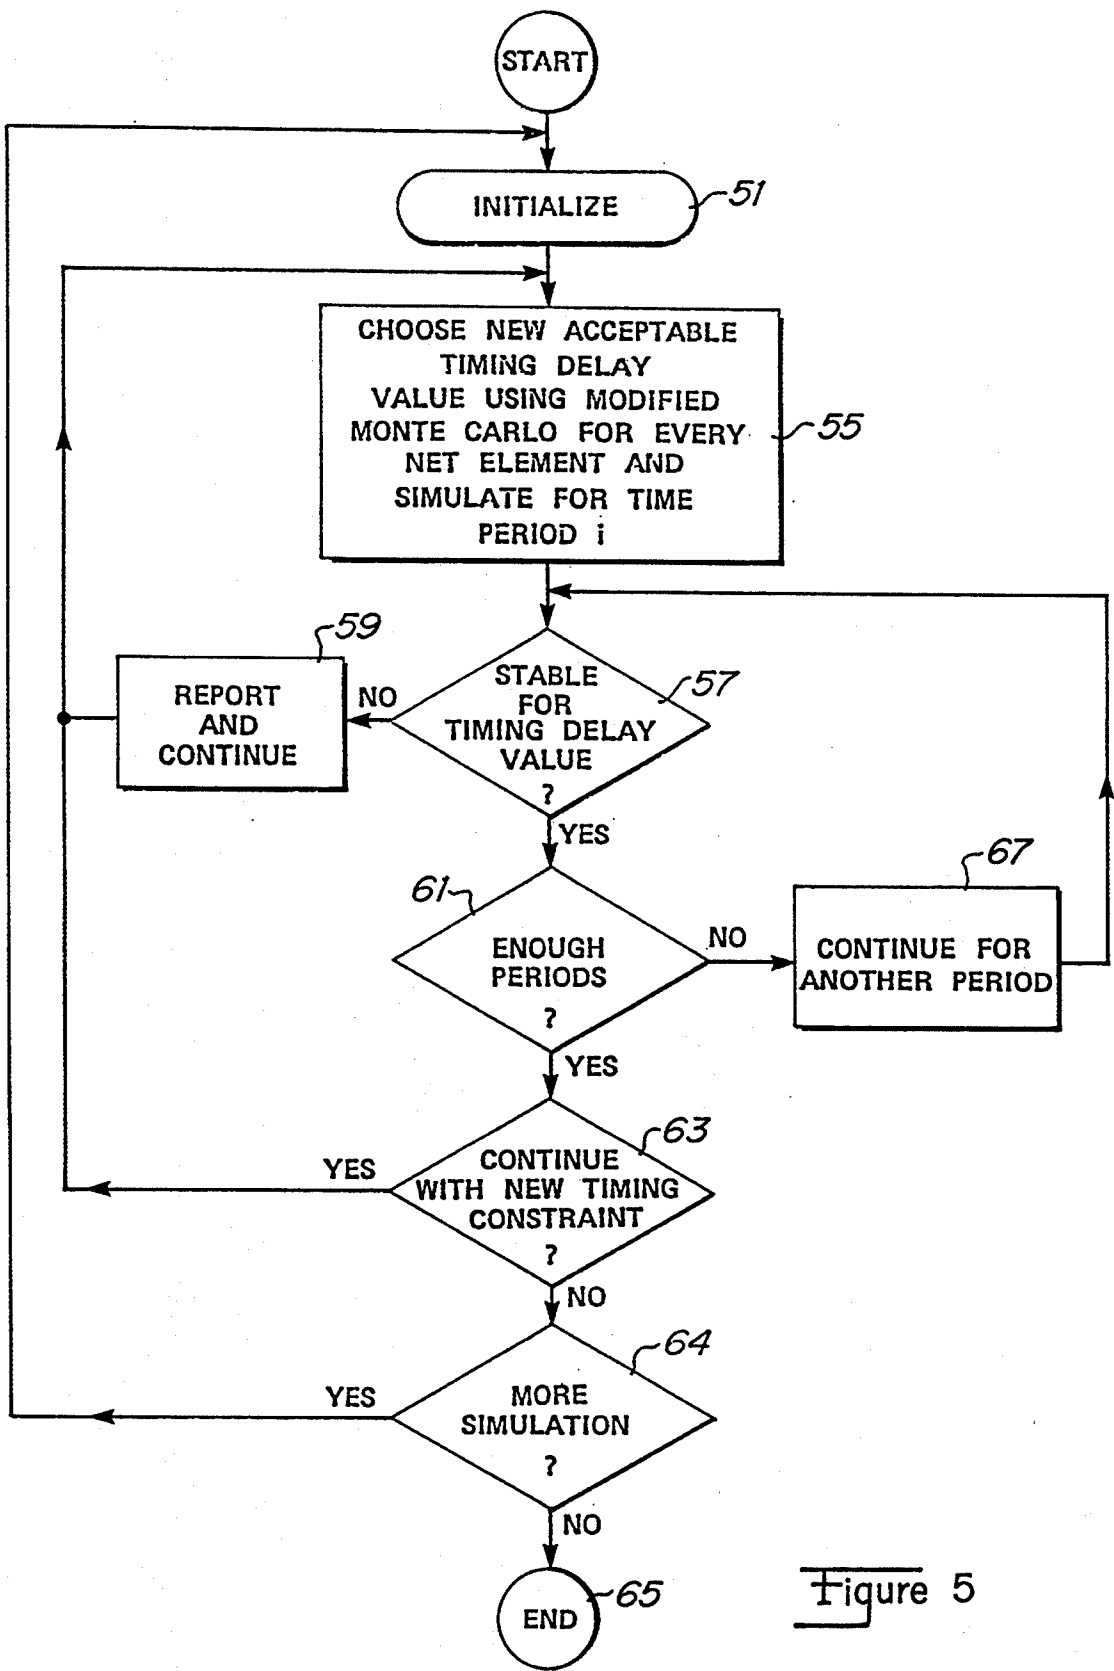 START
INITIALIZE
51
CHOOSE NEW ACCEPTABLE
TIMING DELAY
VALUE USING MODIFIED
MONTE CARLO FOR EVERY
NET ELEMENT AND
SIMULATE FOR TIME
PERIOD i
55
59
REPORT
AND
CONTINUE
NO
STABLE
FOR
TIMING DELAY
VALUE
?
57
YES
61
ENOUGH
PERIODS
?
NO
67
CONTINUE FOR
ANOTHER PERIOD
YES
63
YES
CONTINUE
WITH NEW TIMING
CONSTRAINT
?
NO
64
YES
MORE
SIMULATION
?
NO
END
65
Figure 5